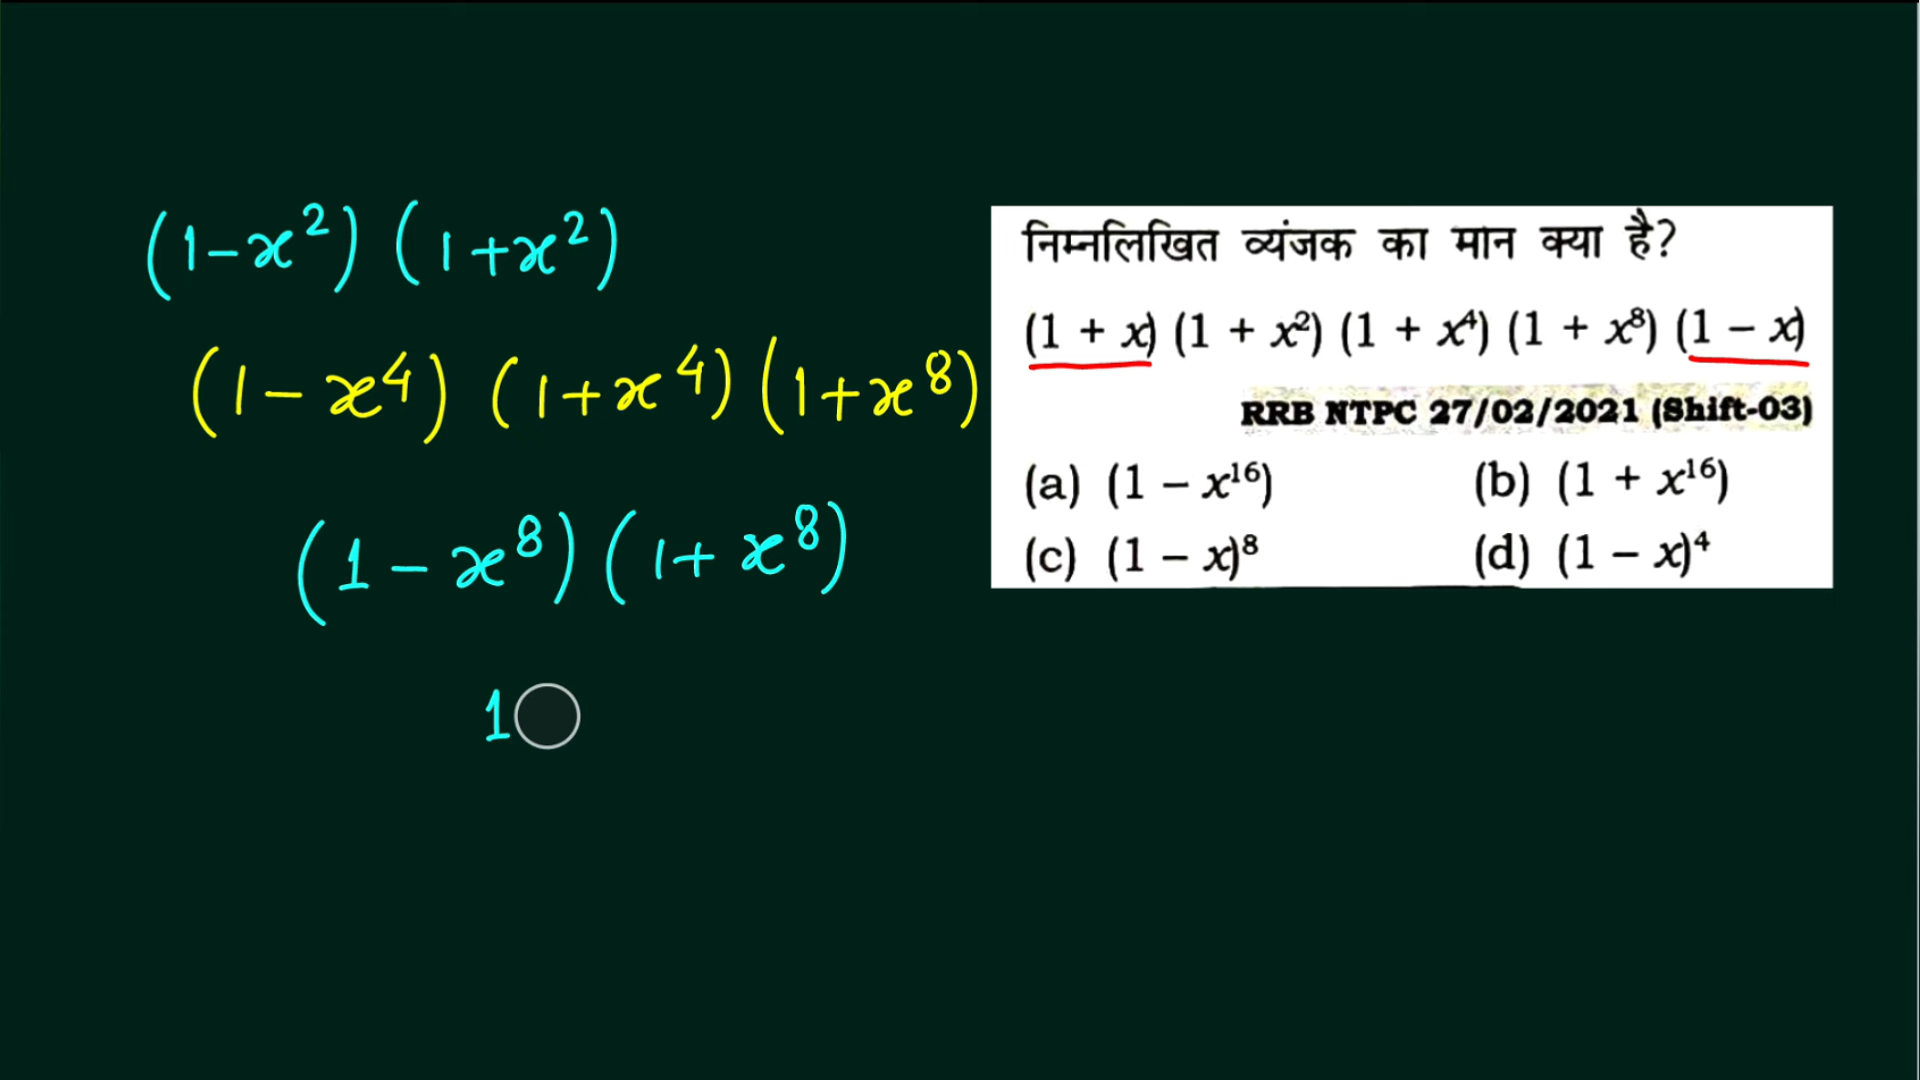 (1-x²) (1+x²)
(1-x⁴) (1+x⁴) (1+x⁸)
(1-x⁸) (1+x⁸)
1
निम्नलिखित व्यंजक का मान क्या है?
(1 + x) (1 + x²) (1 + x⁴) (1 + x⁸) (1 − x)
RRB NTPC 27/02/2021 (Shift-03)
(a) (1 − x¹⁶) (b) (1 + x¹⁶)
(c) (1 − x)⁸ (d) (1 − x)⁴